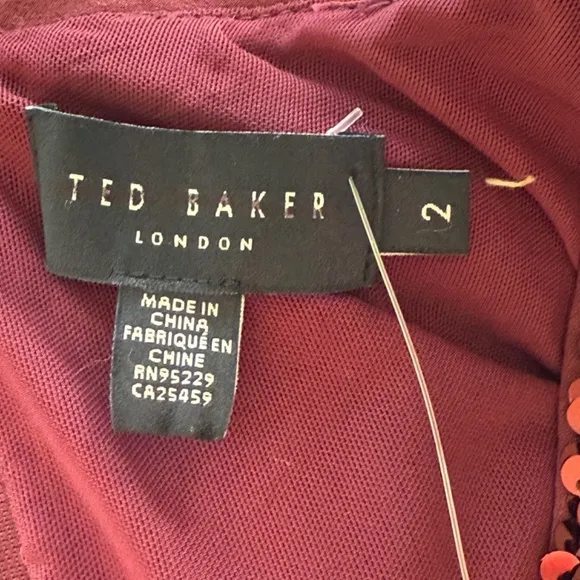 TED BAKER
LONDON
2
MADE IN
CHINA
FABRIQUÉ EN
CHINE
RN95229
CA25459